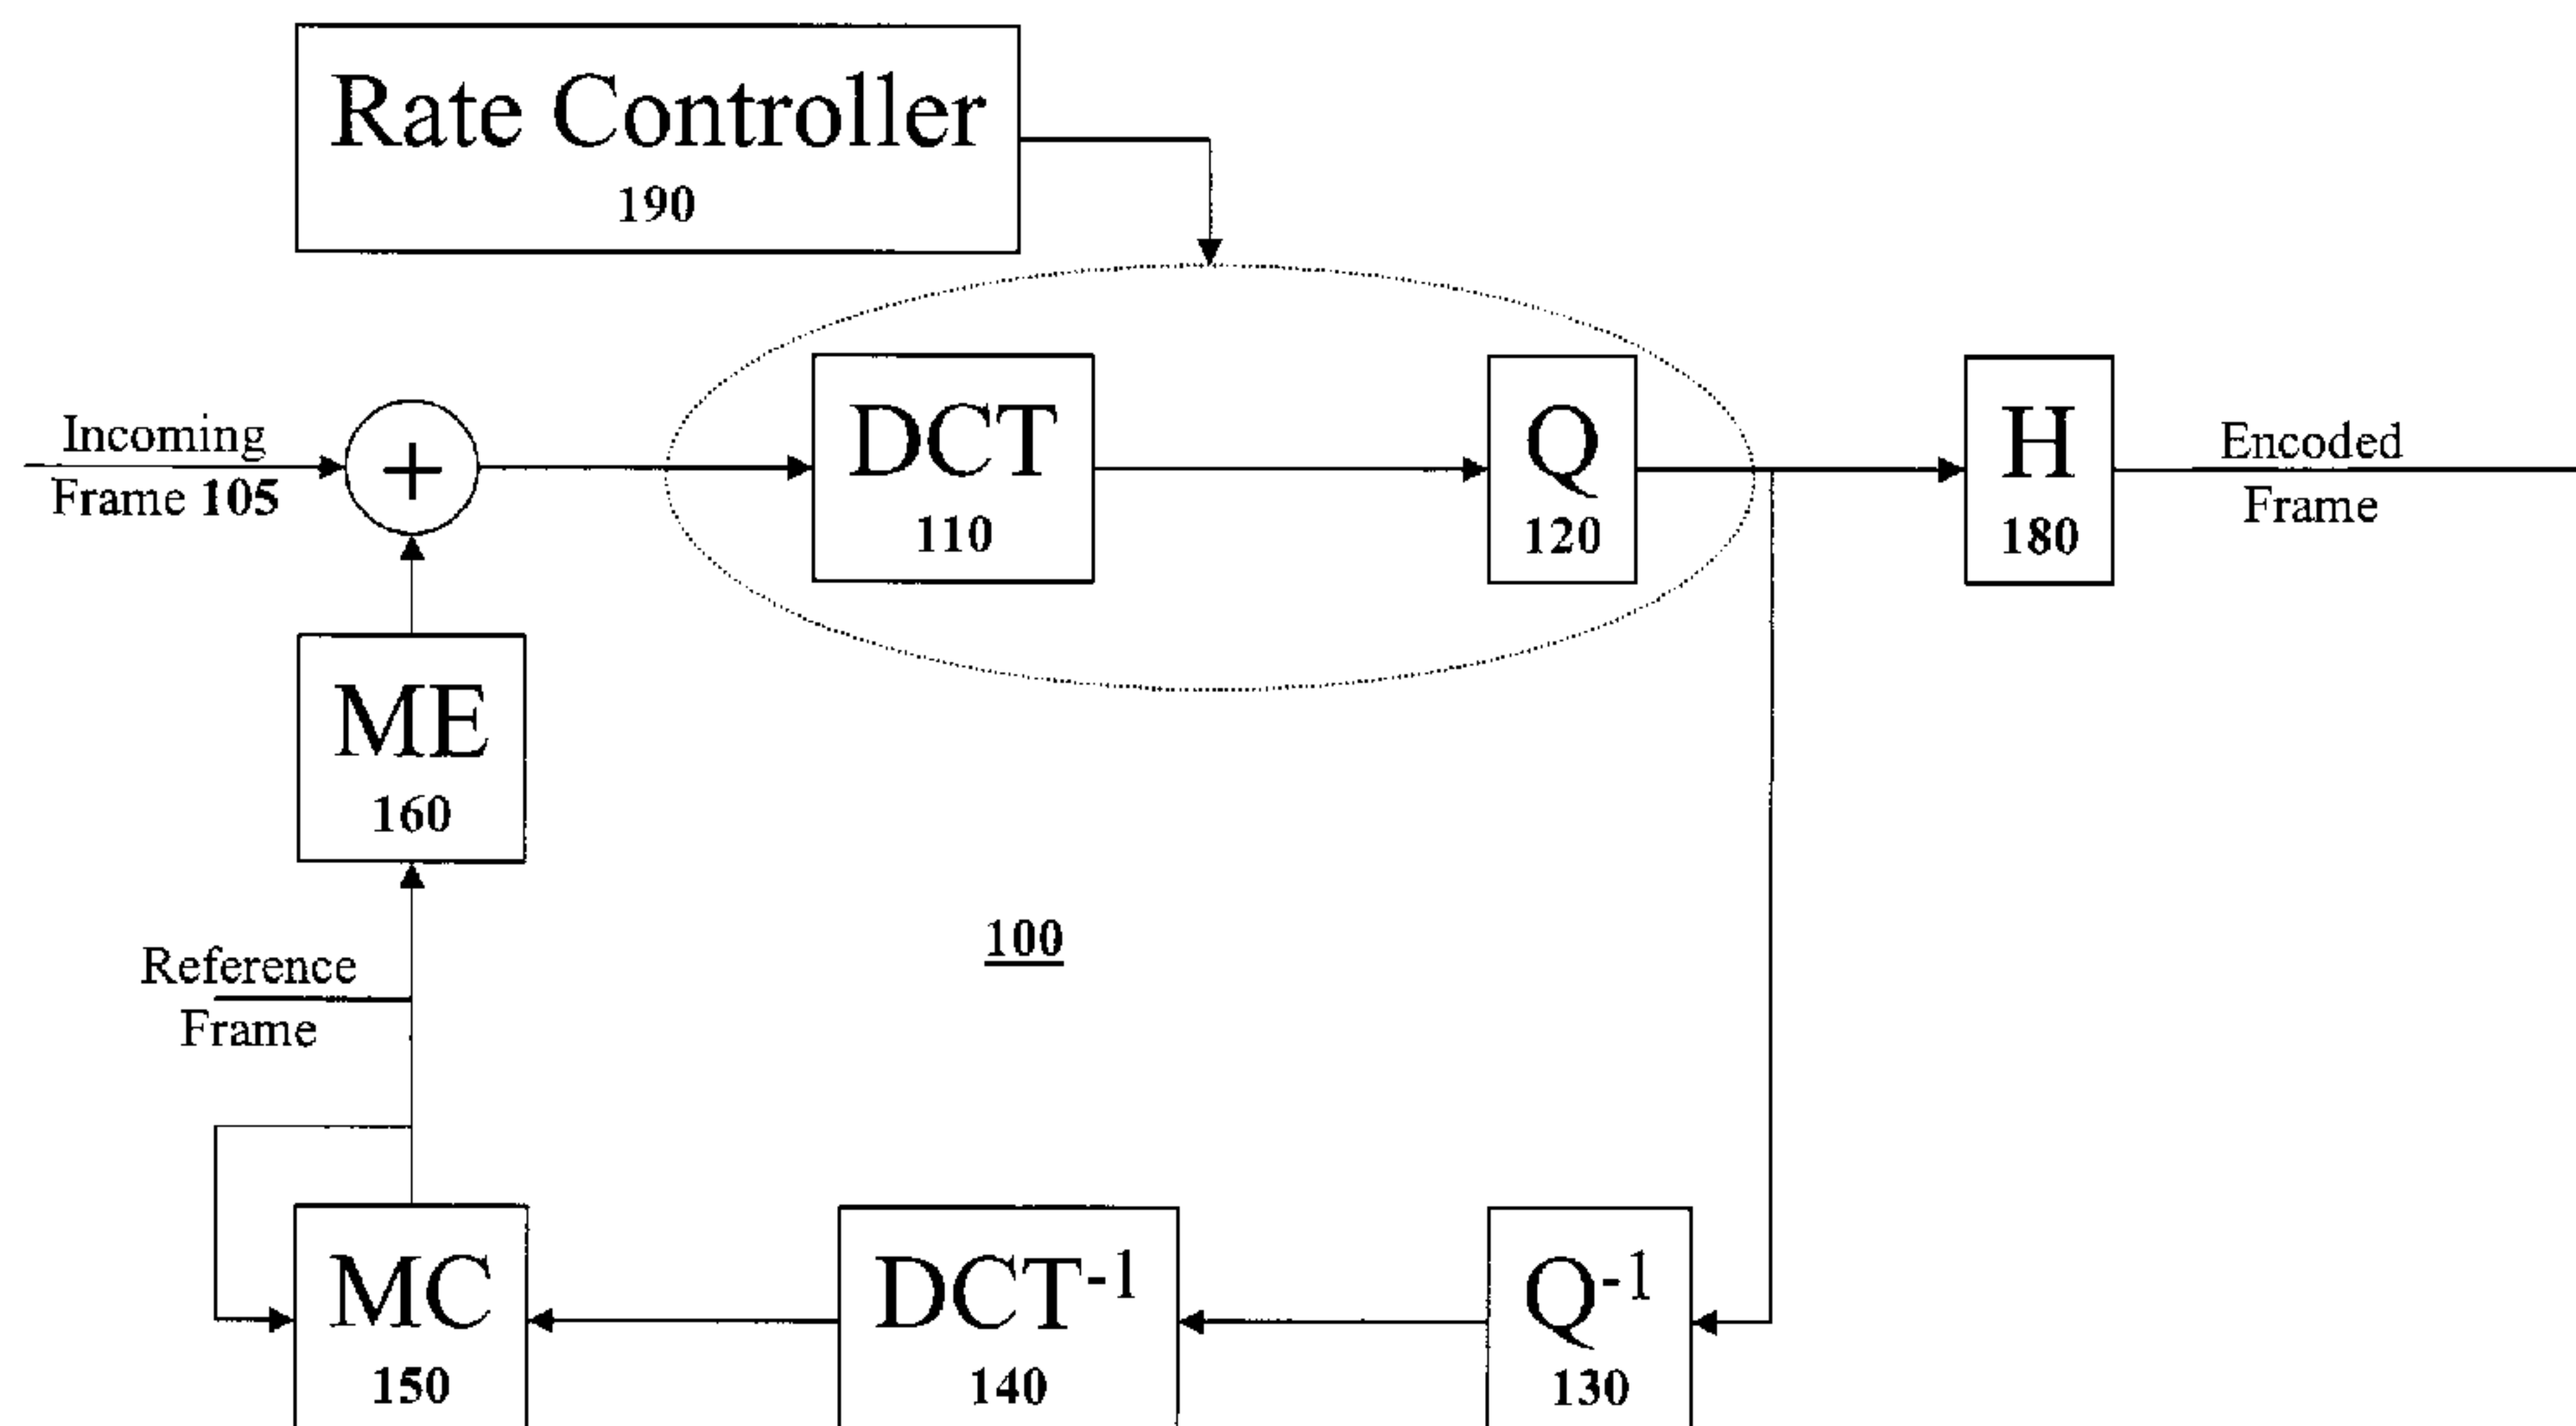 Rate Controller
190
Incoming
Frame 105
+
DCT
110
Q
120
H
180
Encoded
Frame
ME
160
100
Reference
Frame
MC
150
DCT-1
140
Q-1
130